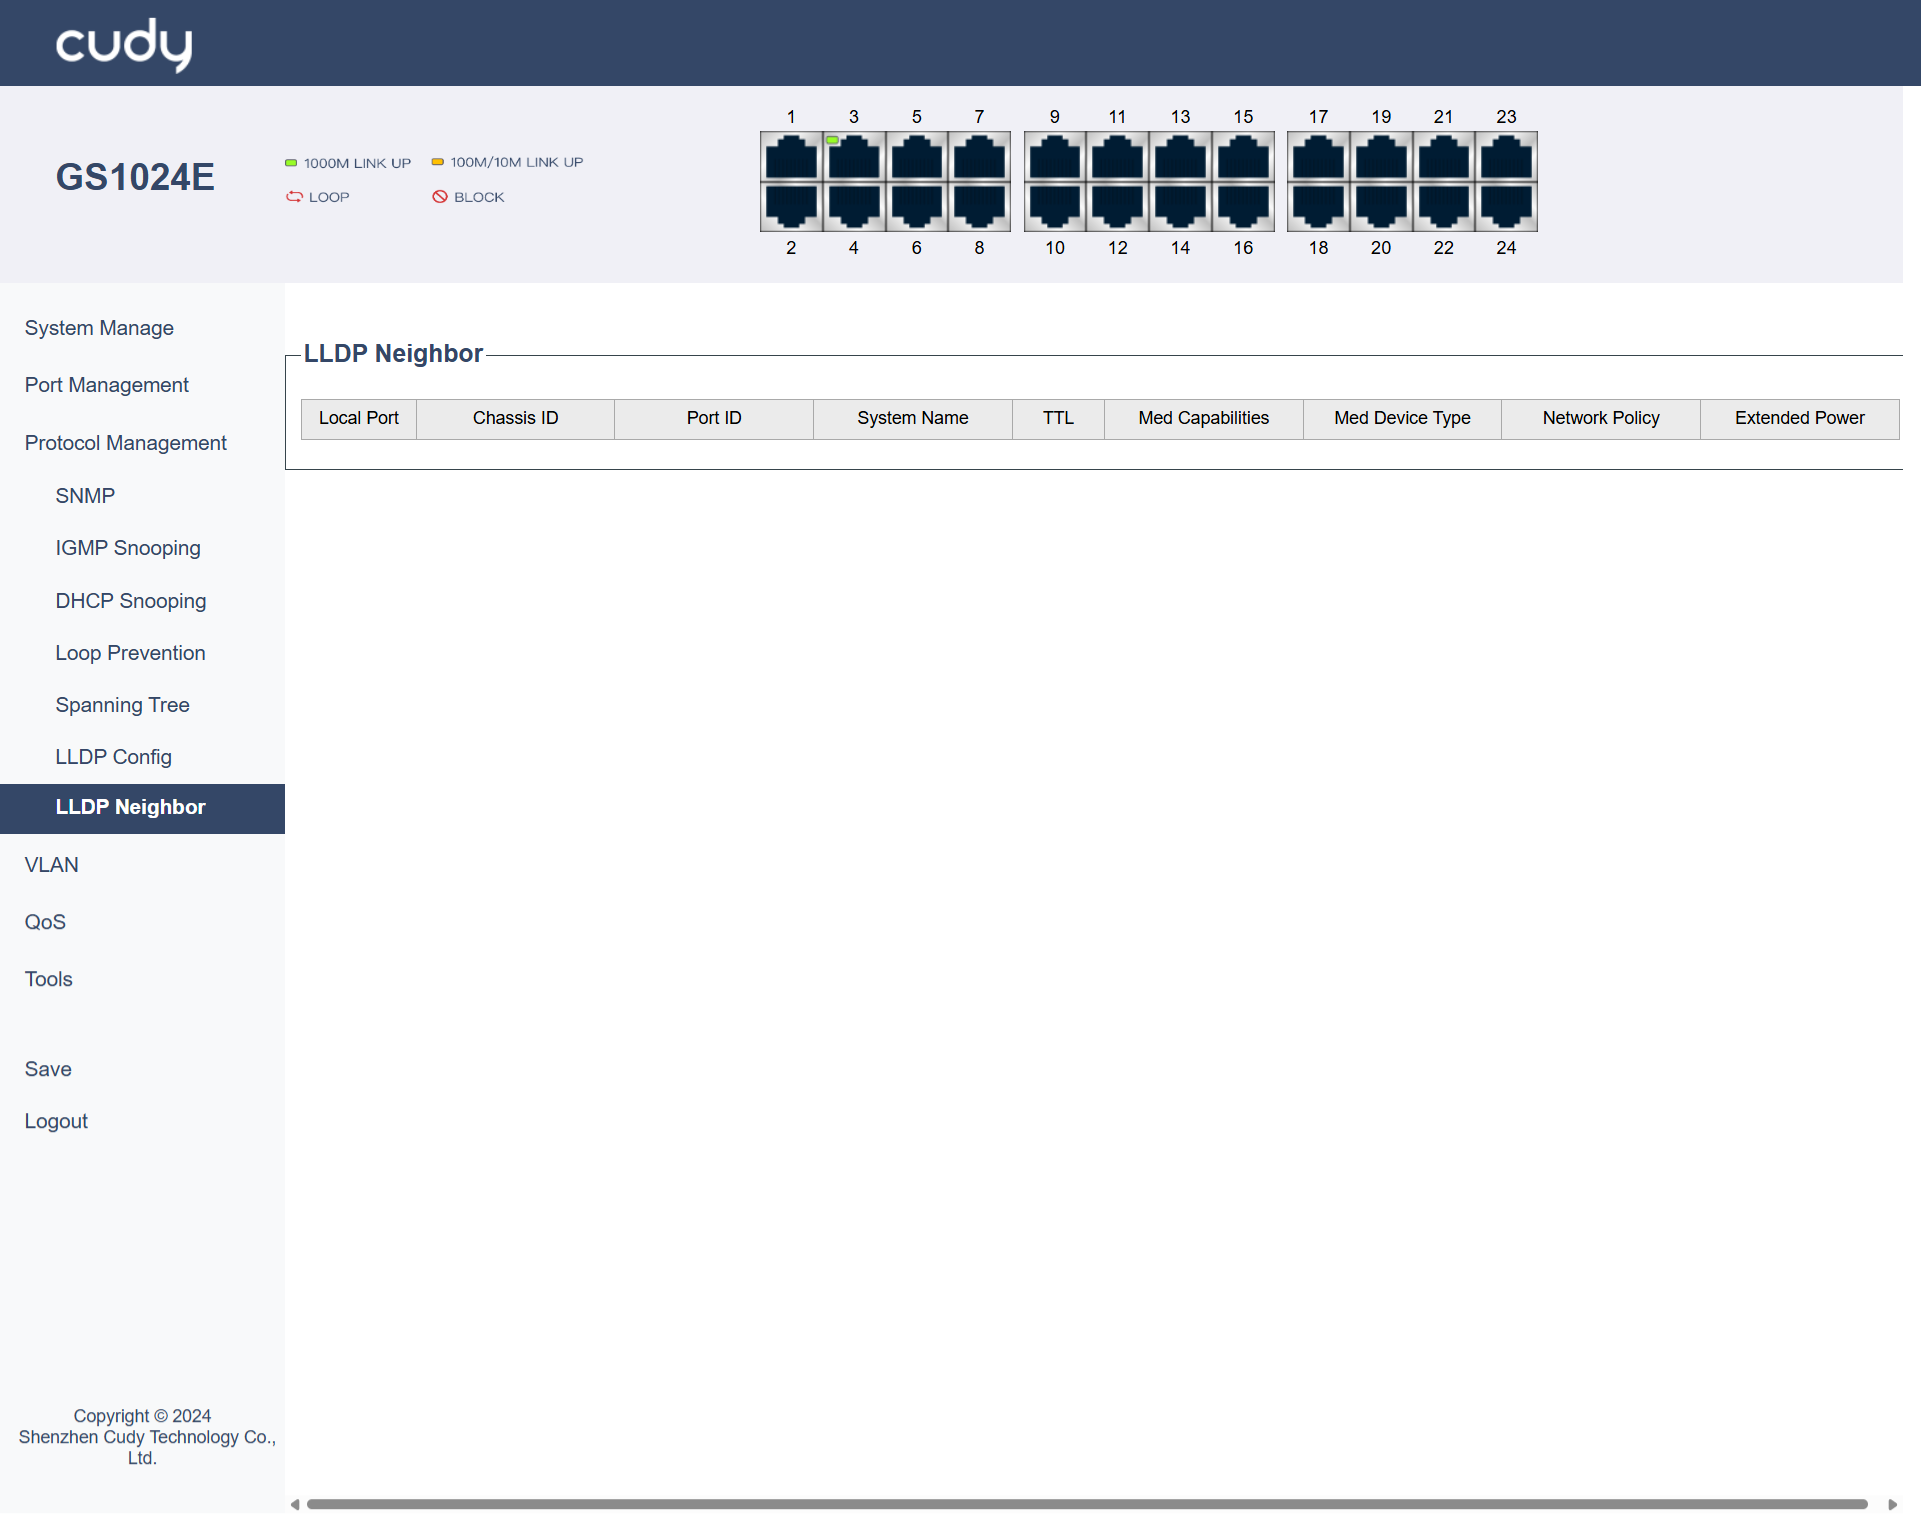 cudy
1 3 5 7 9 11 13 15 17 19 21 23
GS1024E
1000M LINK UP 100M/10M LINK UP
LOOP BLOCK
2 4 6 8 10 12 14 16 18 20 22 24
System Manage
Port Management
Protocol Management
SNMP
IGMP Snooping
DHCP Snooping
Loop Prevention
Spanning Tree
LLDP Config
LLDP Neighbor
VLAN
QoS
Tools
Save
Logout
Copyright © 2024
Shenzhen Cudy Technology Co.,
Ltd.
LLDP Neighbor
Local Port Chassis ID Port ID System Name TTL Med Capabilities Med Device Type Network Policy Extended Power